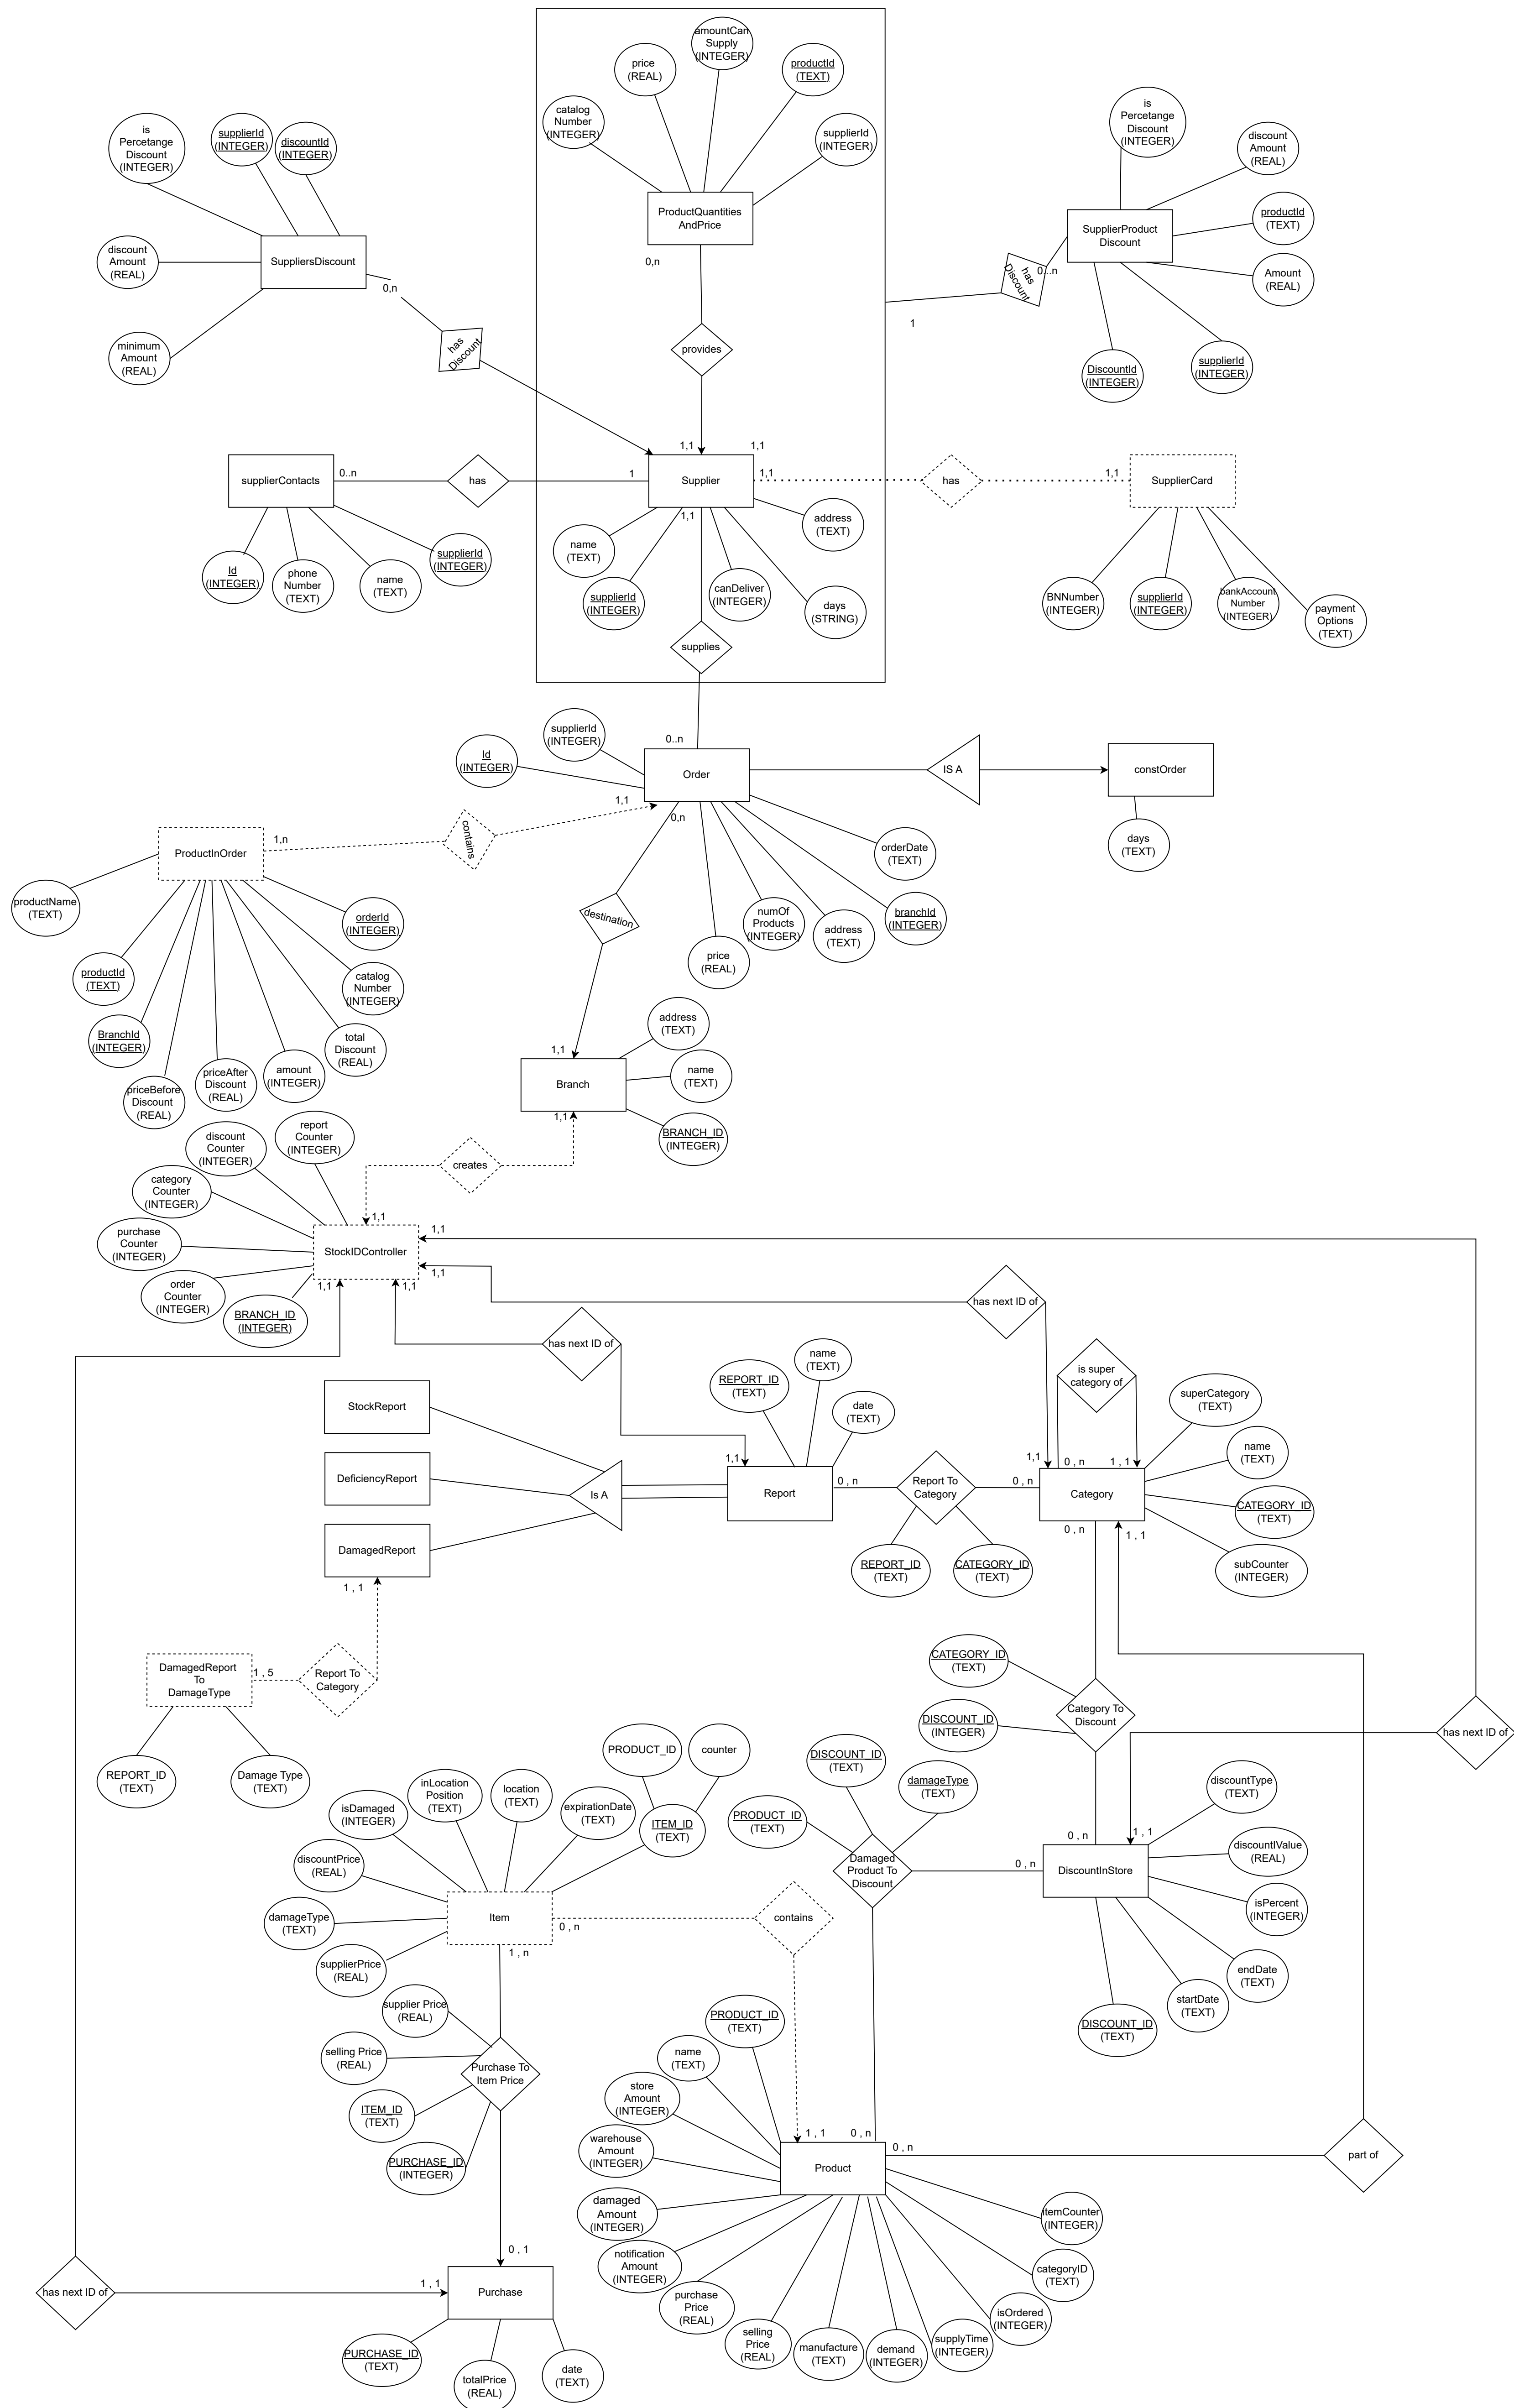 amountCan
Supply
(INTEGER)
price
(REAL)
productId
(TEXT)
catalog
Number
(INTEGER)
supplierId
(INTEGER)
ProductQuantities
AndPrice
0,n
provides
1,1
1,1
is
Percetange
Discount
(INTEGER)
supplierId
(INTEGER)
discountId
(INTEGER)
discount
Amount
(REAL)
SuppliersDiscount
0,n
minimum
Amount
(REAL)
has
Discount
is
Percetange
Discount
(INTEGER)
discount
Amount
(REAL)
productId
(TEXT)
SupplierProduct
Discount
Amount
(REAL)
has
Discount
0..n
1
DiscountId
(INTEGER)
supplierId
(INTEGER)
supplierContacts
0..n
has
1
Supplier
1,1
has
1,1
SupplierCard
Id
(INTEGER)
phone
Number
(TEXT)
name
(TEXT)
supplierId
(INTEGER)
1,1
name
(TEXT)
supplierId
(INTEGER)
canDeliver
(INTEGER)
address
(TEXT)
days
(STRING)
BNNumber
(INTEGER)
supplierId
(INTEGER)
bankAccount
Number
(INTEGER)
payment
Options
(TEXT)
supplies
0..n
supplierId
(INTEGER)
Id
(INTEGER)
Order
IS A
constOrder
days
(TEXT)
1,1
0,n
contains
1,n
ProductInOrder
productName
(TEXT)
productId
(TEXT)
BranchId
(INTEGER)
priceBefore
Discount
(REAL)
priceAfter
Discount
(REAL)
amount
(INTEGER)
total
Discount
(REAL)
catalog
Number
(INTEGER)
orderId
(INTEGER)
destination
price
(REAL)
numOf
Products
(INTEGER)
address
(TEXT)
branchId
(INTEGER)
orderDate
(TEXT)
1,1
Branch
address
(TEXT)
name
(TEXT)
BRANCH_ID
(INTEGER)
1,1
creates
report
Counter
(INTEGER)
discount
Counter
(INTEGER)
category
Counter
(INTEGER)
purchase
Counter
(INTEGER)
order
Counter
(INTEGER)
BRANCH_ID
(INTEGER)
1,1
StockIDController
1,1
1,1
1,1
1,1
has next ID of
has next ID of
is super
category of
StockReport
DeficiencyReport
DamagedReport
Is A
REPORT_ID
(TEXT)
name
(TEXT)
date
(TEXT)
1,1
Report
0 , n
Report To
Category
0 , n
REPORT_ID
(TEXT)
CATEGORY_ID
(TEXT)
1,1
0 , n
1 , 1
Category
superCategory
(TEXT)
name
(TEXT)
CATEGORY_ID
(TEXT)
subCounter
(INTEGER)
0 , n
1 , 1
1 , 1
DamagedReport
To
DamageType
1 , 5
Report To
Category
REPORT_ID
(TEXT)
Damage Type
(TEXT)
CATEGORY_ID
(TEXT)
DISCOUNT_ID
(INTEGER)
Category To
Discount
has next ID of
PRODUCT_ID
counter
ITEM_ID
(TEXT)
expirationDate
(TEXT)
location
(TEXT)
inLocation
Position
(TEXT)
isDamaged
(INTEGER)
discountPrice
(REAL)
damageType
(TEXT)
supplierPrice
(REAL)
Item
0 , n
1 , n
contains
DISCOUNT_ID
(TEXT)
damageType
(TEXT)
PRODUCT_ID
(TEXT)
Damaged
Product To
Discount
0 , n
0 , n
1 , 1
DiscountInStore
discountType
(TEXT)
discountlValue
(REAL)
isPercent
(INTEGER)
endDate
(TEXT)
startDate
(TEXT)
DISCOUNT_ID
(TEXT)
supplier Price
(REAL)
selling Price
(REAL)
ITEM_ID
(TEXT)
PURCHASE_ID
(INTEGER)
Purchase To
Item Price
PRODUCT_ID
(TEXT)
name
(TEXT)
store
Amount
(INTEGER)
warehouse
Amount
(INTEGER)
damaged
Amount
(INTEGER)
notification
Amount
(INTEGER)
purchase
Price
(REAL)
selling
Price
(REAL)
manufacture
(TEXT)
demand
(INTEGER)
supplyTime
(INTEGER)
isOrdered
(INTEGER)
categoryID
(TEXT)
itemCounter
(INTEGER)
1 , 1
0 , n
0 , n
Product
part of
0 , 1
has next ID of
1 , 1
Purchase
PURCHASE_ID
(TEXT)
totalPrice
(REAL)
date
(TEXT)